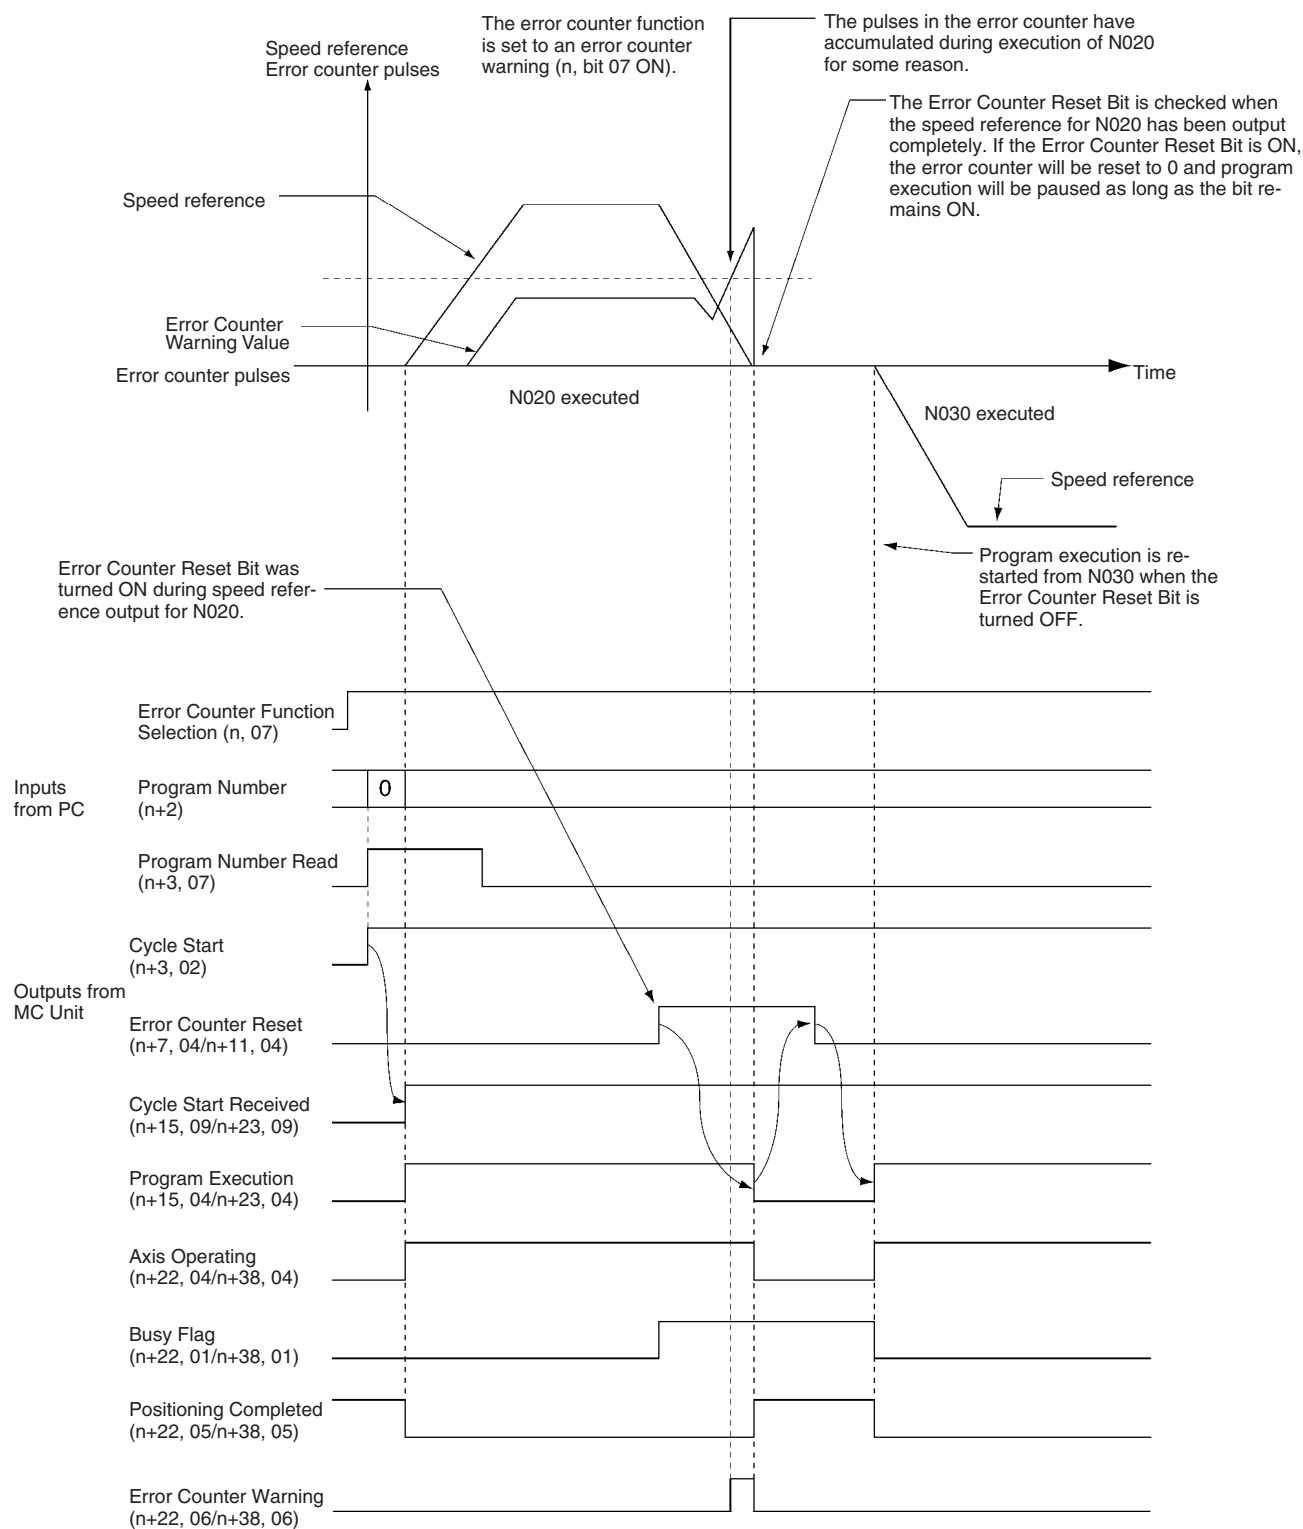 The error counter function
is set to an error counter
warning (n, bit 07 ON).
The pulses in the error counter have
accumulated during execution of N020
for some reason.
Speed reference
Error counter pulses
The Error Counter Reset Bit is checked when
the speed reference for N020 has been output
completely. If the Error Counter Reset Bit is ON,
the error counter will be reset to 0 and program
execution will be paused as long as the bit re-
mains ON.
Speed reference
Error Counter
Warning Value
Error counter pulses
Time
N020 executed
N030 executed
Speed reference
Program execution is re-
started from N030 when the
Error Counter Reset Bit is
turned OFF.
Error Counter Reset Bit was
turned ON during speed refer-
ence output for N020.
Error Counter Function
Selection (n, 07)
Inputs
from PC
Program Number
(n+2)
0
Program Number Read
(n+3, 07)
Cycle Start
(n+3, 02)
Outputs from
MC Unit
Error Counter Reset
(n+7, 04/n+11, 04)
Cycle Start Received
(n+15, 09/n+23, 09)
Program Execution
(n+15, 04/n+23, 04)
Axis Operating
(n+22, 04/n+38, 04)
Busy Flag
(n+22, 01/n+38, 01)
Positioning Completed
(n+22, 05/n+38, 05)
Error Counter Warning
(n+22, 06/n+38, 06)